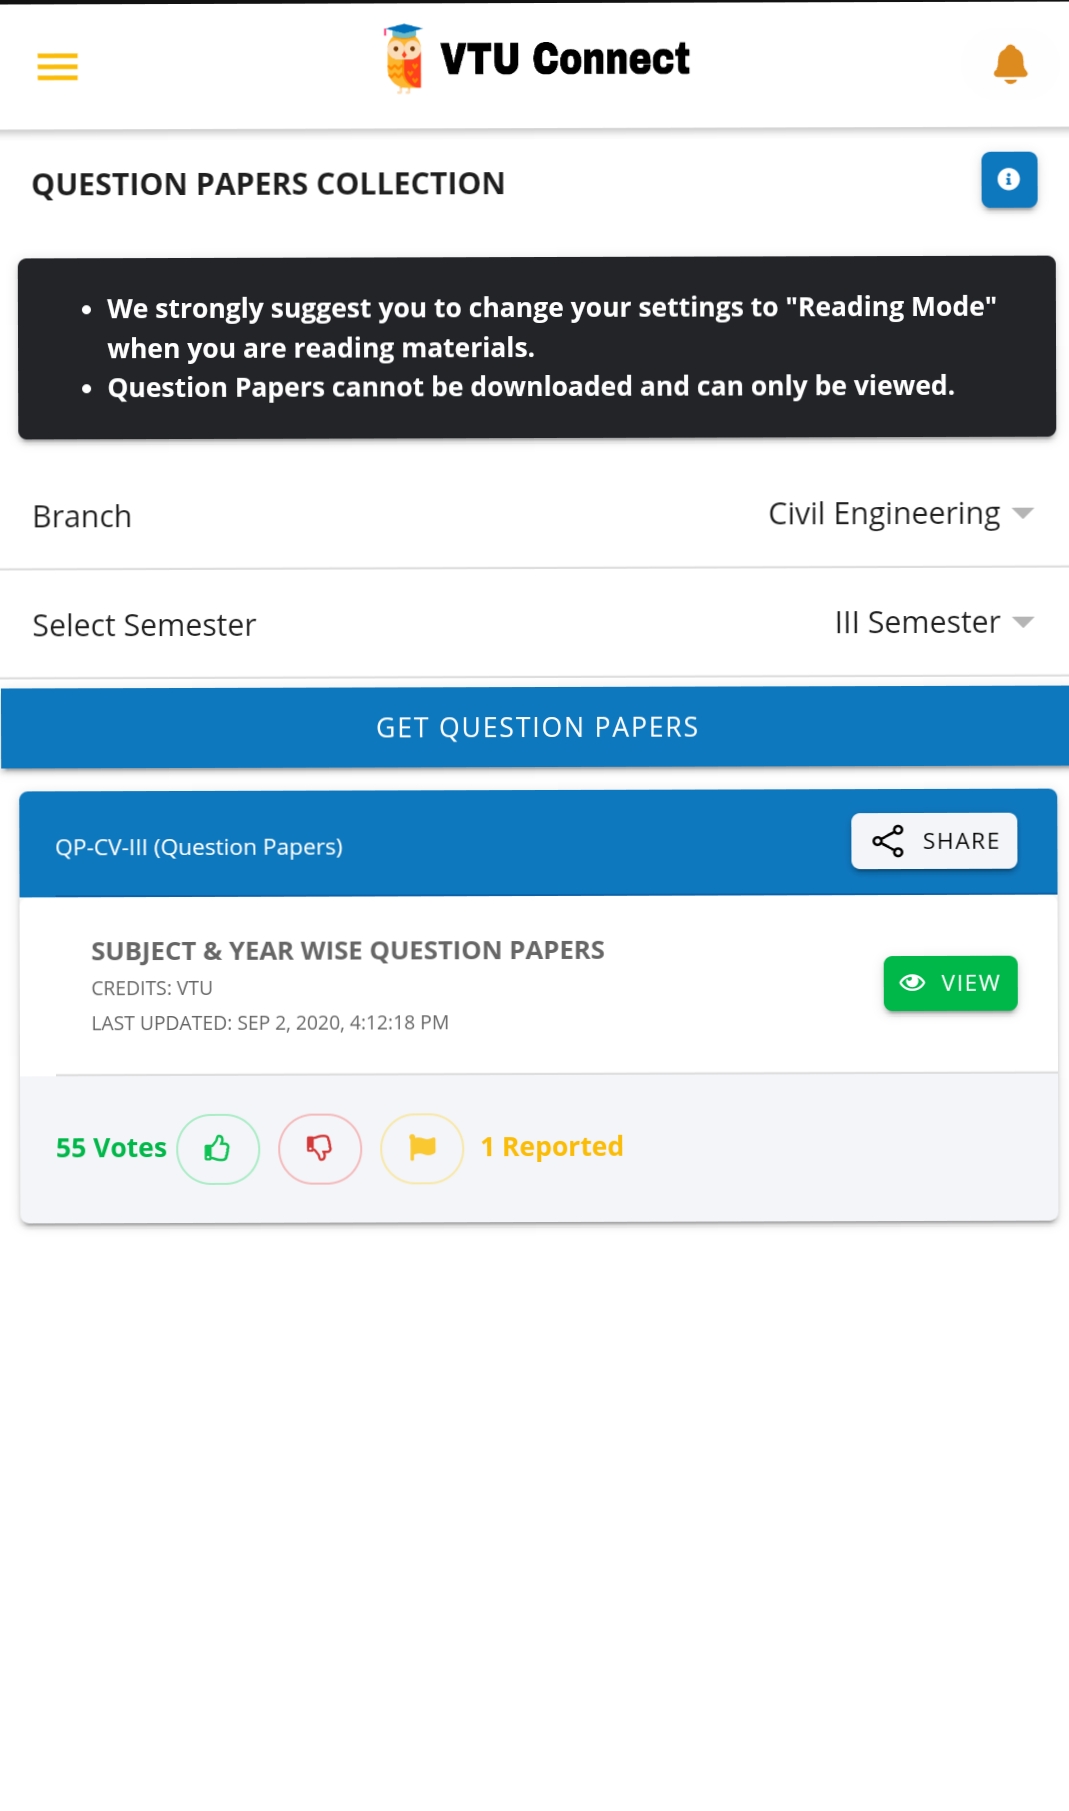 VTU Connect
QUESTION PAPERS COLLECTION
• We strongly suggest you to change your settings to "Reading Mode"
when you are reading materials.
• Question Papers cannot be downloaded and can only be viewed.
Branch
Civil Engineering
Select Semester
III Semester
GET QUESTION PAPERS
QP-CV-III (Question Papers)
SHARE
SUBJECT & YEAR WISE QUESTION PAPERS
CREDITS: VTU
LAST UPDATED: SEP 2, 2020, 4:12:18 PM
VIEW
55 Votes
1 Reported